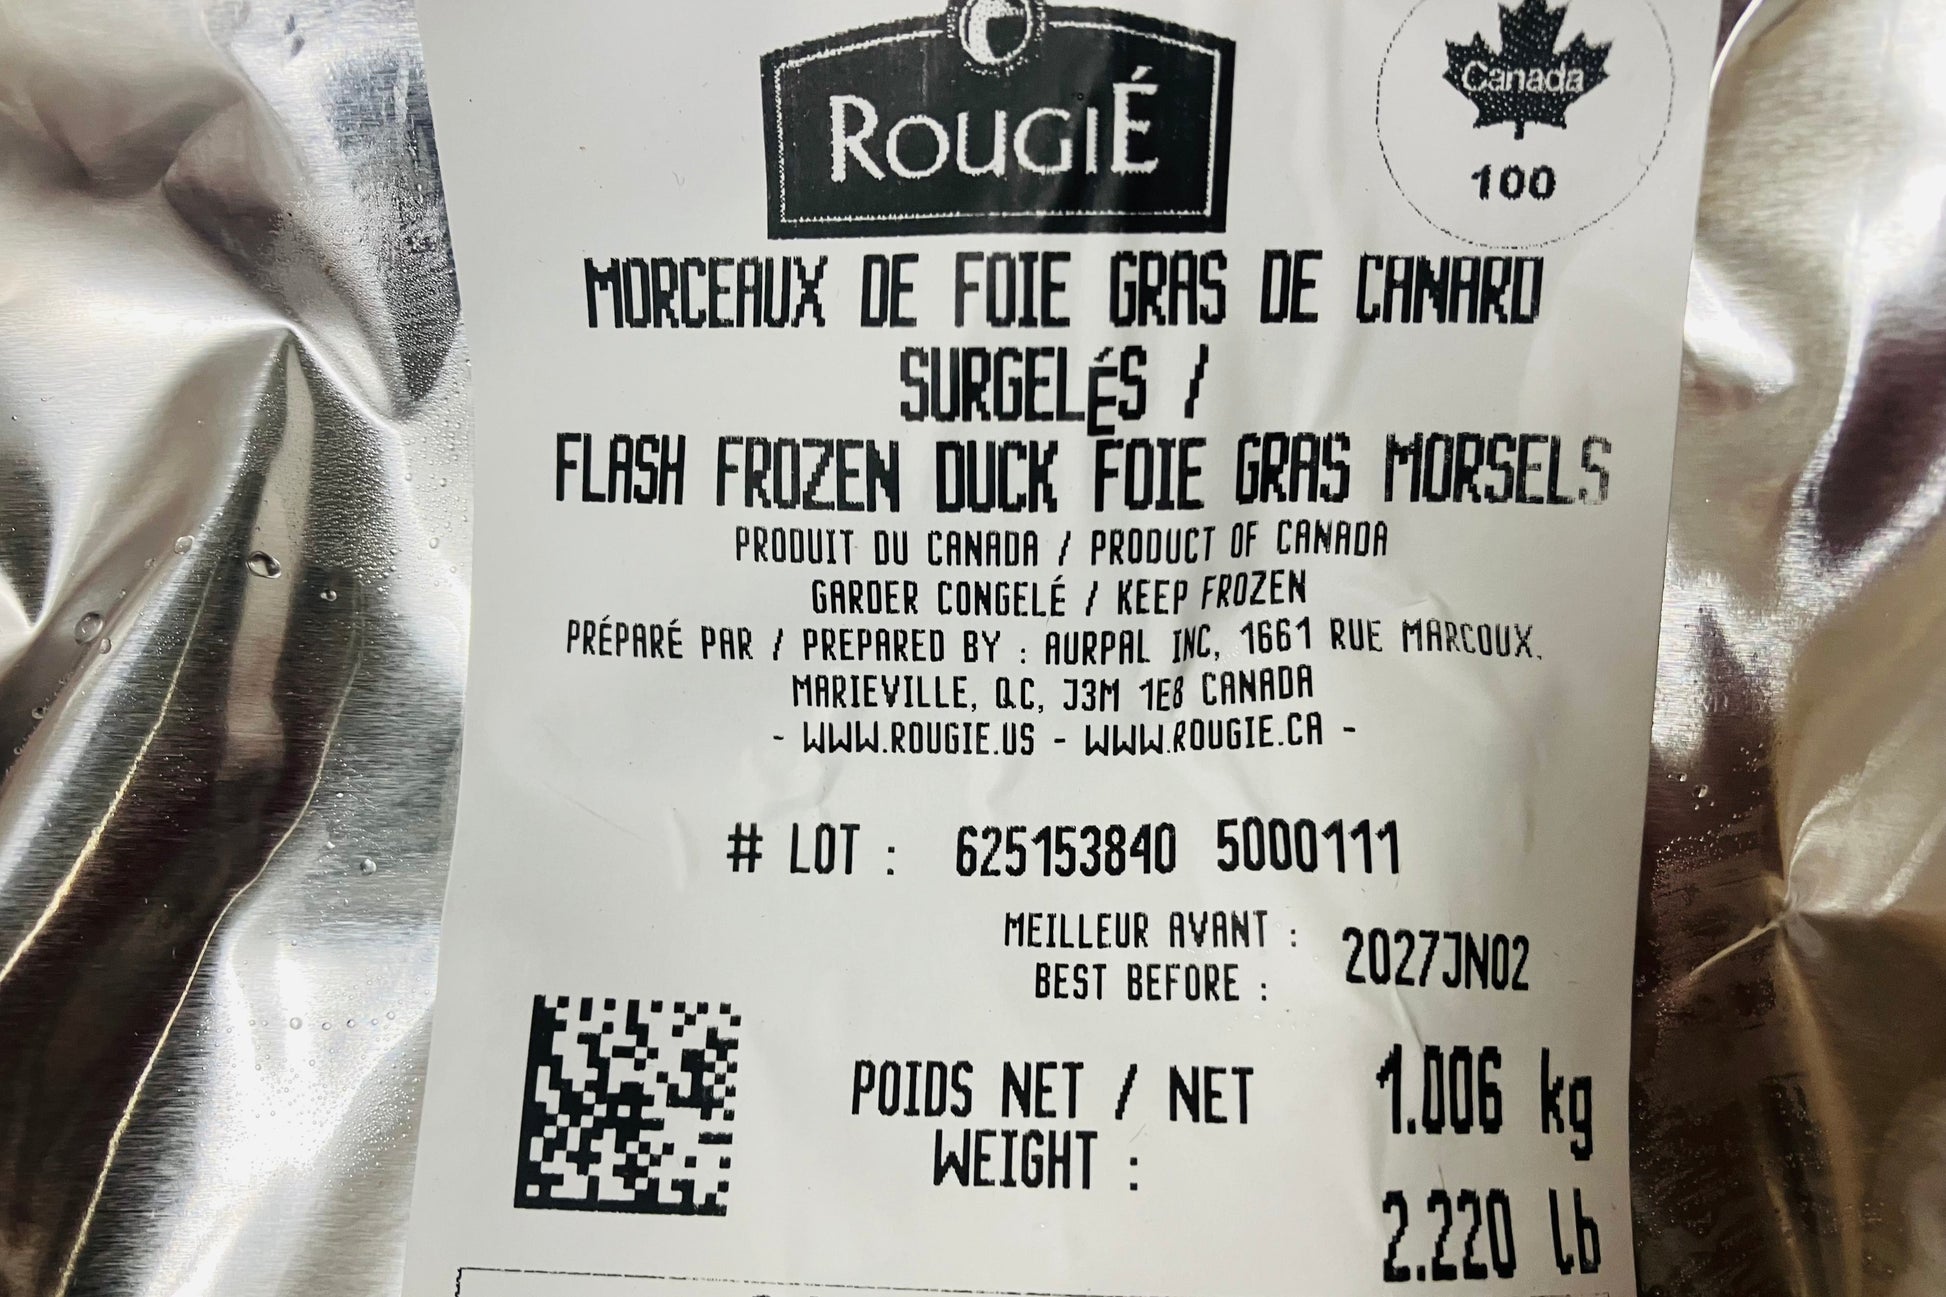 ROUGIÉ
Canada
100
MORCEAUX DE FOIE GRAS DE CANARD
SURGELÉS /
FLASH FROZEN DUCK FOIE GRAS MORSELS
PRODUIT DU CANADA / PRODUCT OF CANADA
GARDER CONGELÉ / KEEP FROZEN
PRÉPARÉ PAR / PREPARED BY : AURPAL INC, 1661 RUE MARCOUX,
MARIEVILLE, QC, J3M 1E8 CANADA
- WWW.ROUGIE.US - WWW.ROUGIE.CA -
# LOT : 625153840 5000111
MEILLEUR AVANT :
BEST BEFORE : 2027JN02
POIDS NET / NET
WEIGHT :
1.006 kg
2.220 lb